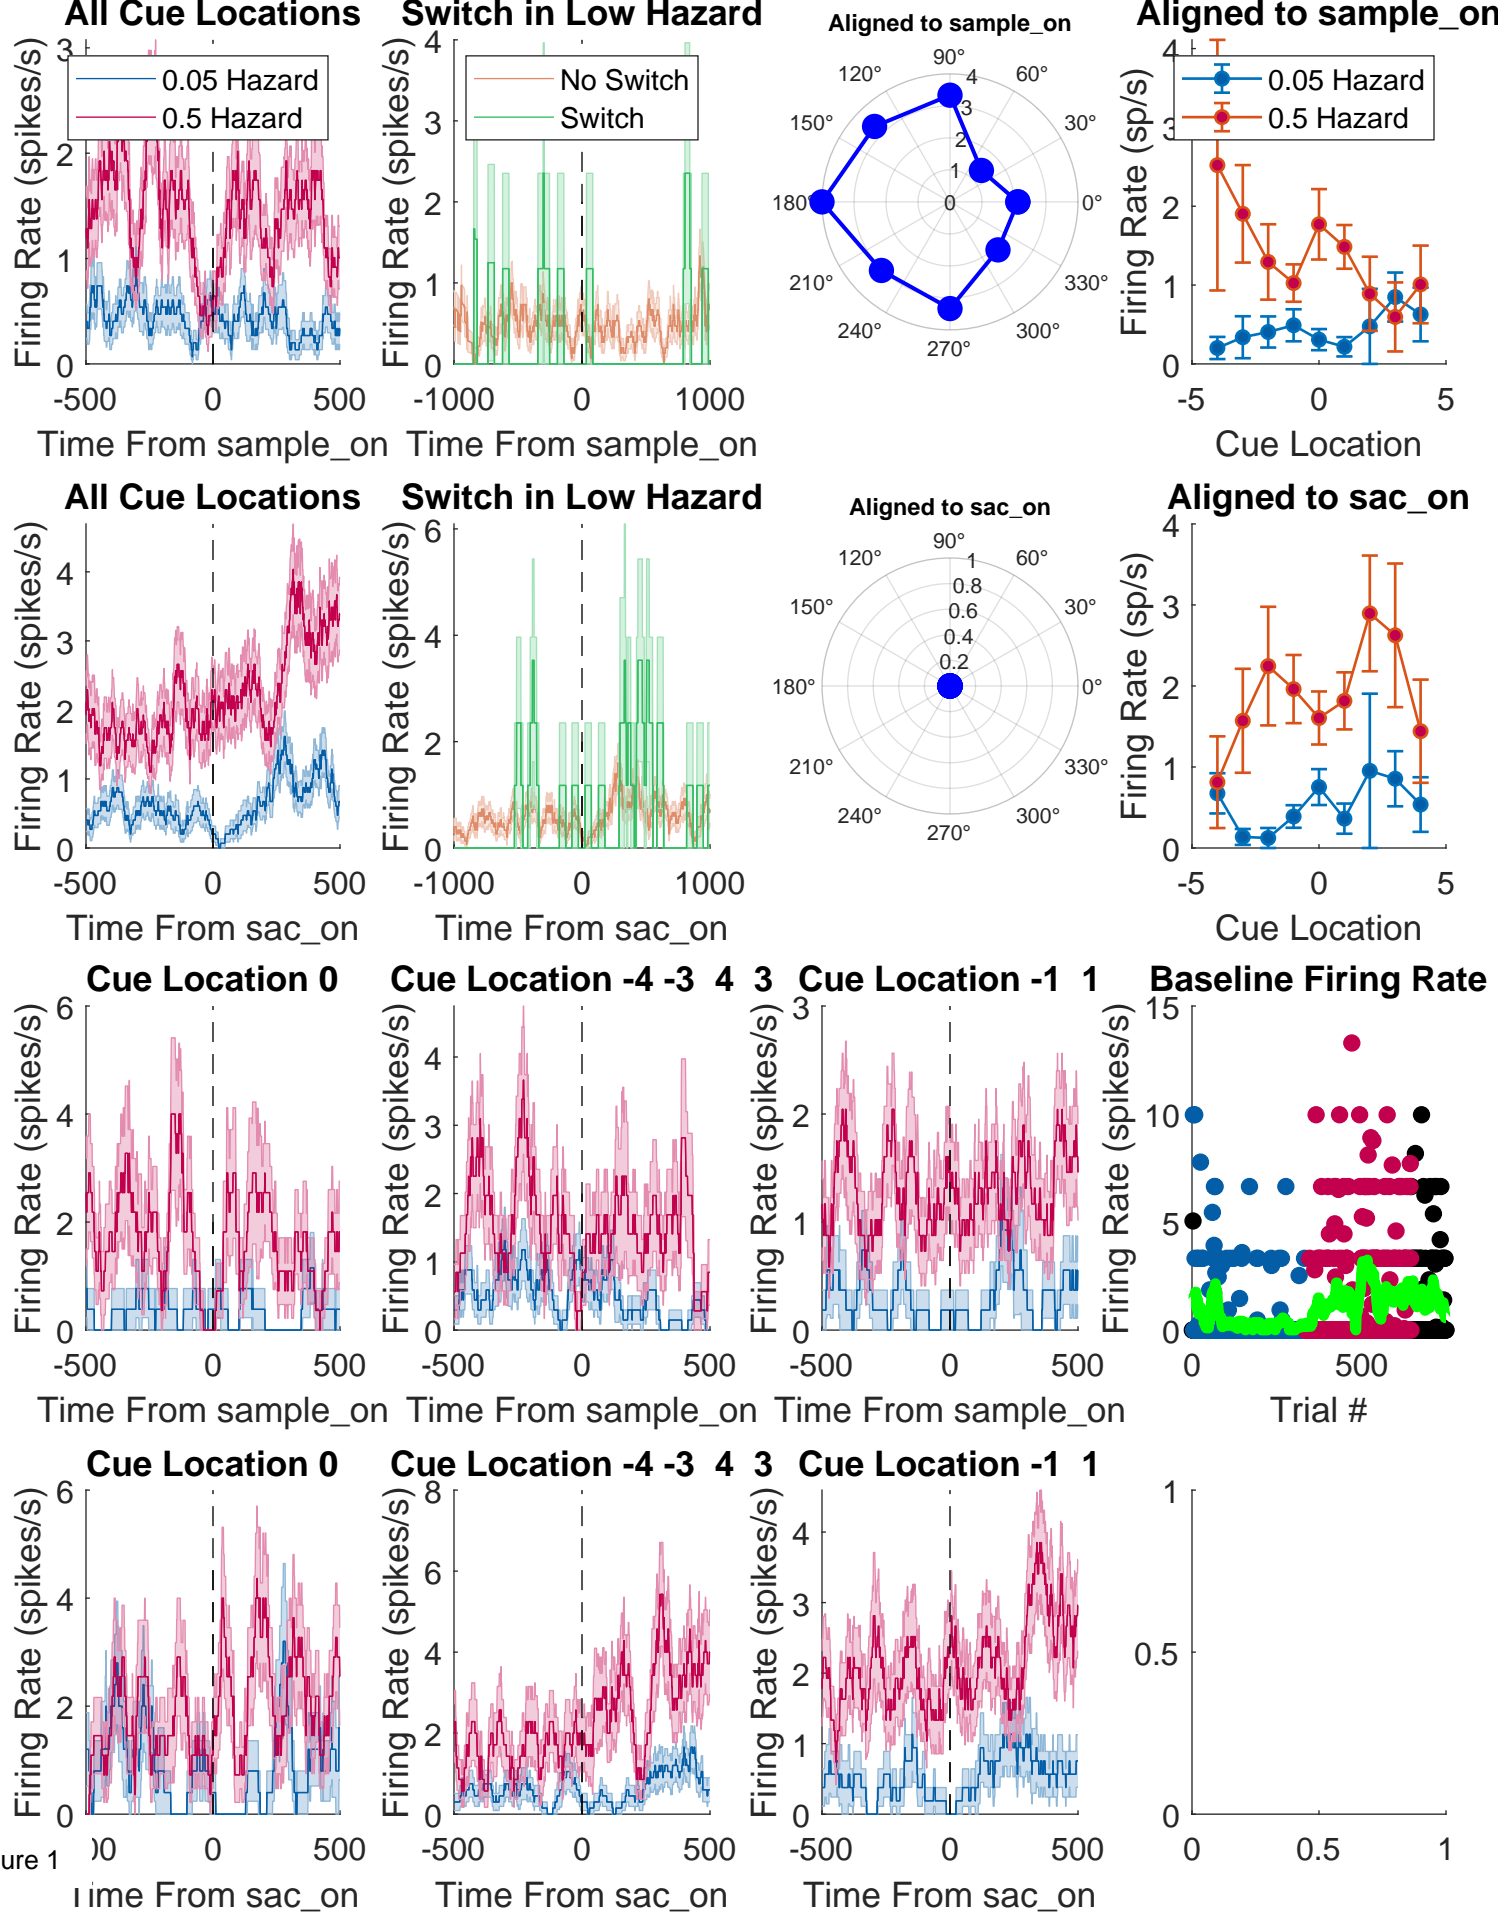 All Cue Locations
Switch in Low Hazard
Aligned to sample_on
Aligned to sample_on
Firing Rate (spikes/s)
3
2
1
0
0.05 Hazard
0.5 Hazard
-500
0
500
Time From sample_on
Firing Rate (spikes/s)
4
3
2
1
0
No Switch
Switch
-1000
0
1000
Time From sample_on
90°
120°
60°
150°
30°
180°
0°
210°
330°
240°
300°
270°
4
3
2
1
0
Firing Rate (sp/s)
4
3
2
1
0
0.05 Hazard
0.5 Hazard
-5
0
5
Cue Location
All Cue Locations
Switch in Low Hazard
Aligned to sac_on
Aligned to sac_on
Firing Rate (spikes/s)
4
3
2
1
0
-500
0
500
Time From sac_on
Firing Rate (spikes/s)
6
4
2
0
-1000
0
1000
Time From sac_on
90°
120°
60°
150°
30°
180°
0°
210°
330°
240°
300°
270°
1
0.8
0.6
0.4
0.2
Firing Rate (sp/s)
4
3
2
1
0
-5
0
5
Cue Location
Cue Location 0
Cue Location -4 -3 4 3
Cue Location -1 1
Baseline Firing Rate
Firing Rate (spikes/s)
6
4
2
0
-500
0
500
Time From sample_on
Firing Rate (spikes/s)
4
3
2
1
0
-500
0
500
Time From sample_on
Firing Rate (spikes/s)
3
2
1
0
-500
0
500
Time From sample_on
Firing Rate (spikes/s)
15
10
5
0
0
500
Trial #
Cue Location 0
Cue Location -4 -3 4 3
Cue Location -1 1
Firing Rate (spikes/s)
6
4
2
0
00
0
500
Time From sac_on
Firing Rate (spikes/s)
8
6
4
2
0
-500
0
500
Time From sac_on
Firing Rate (spikes/s)
4
3
2
1
0
-500
0
500
Time From sac_on
1
0.5
0
0
0.5
1
ure 1